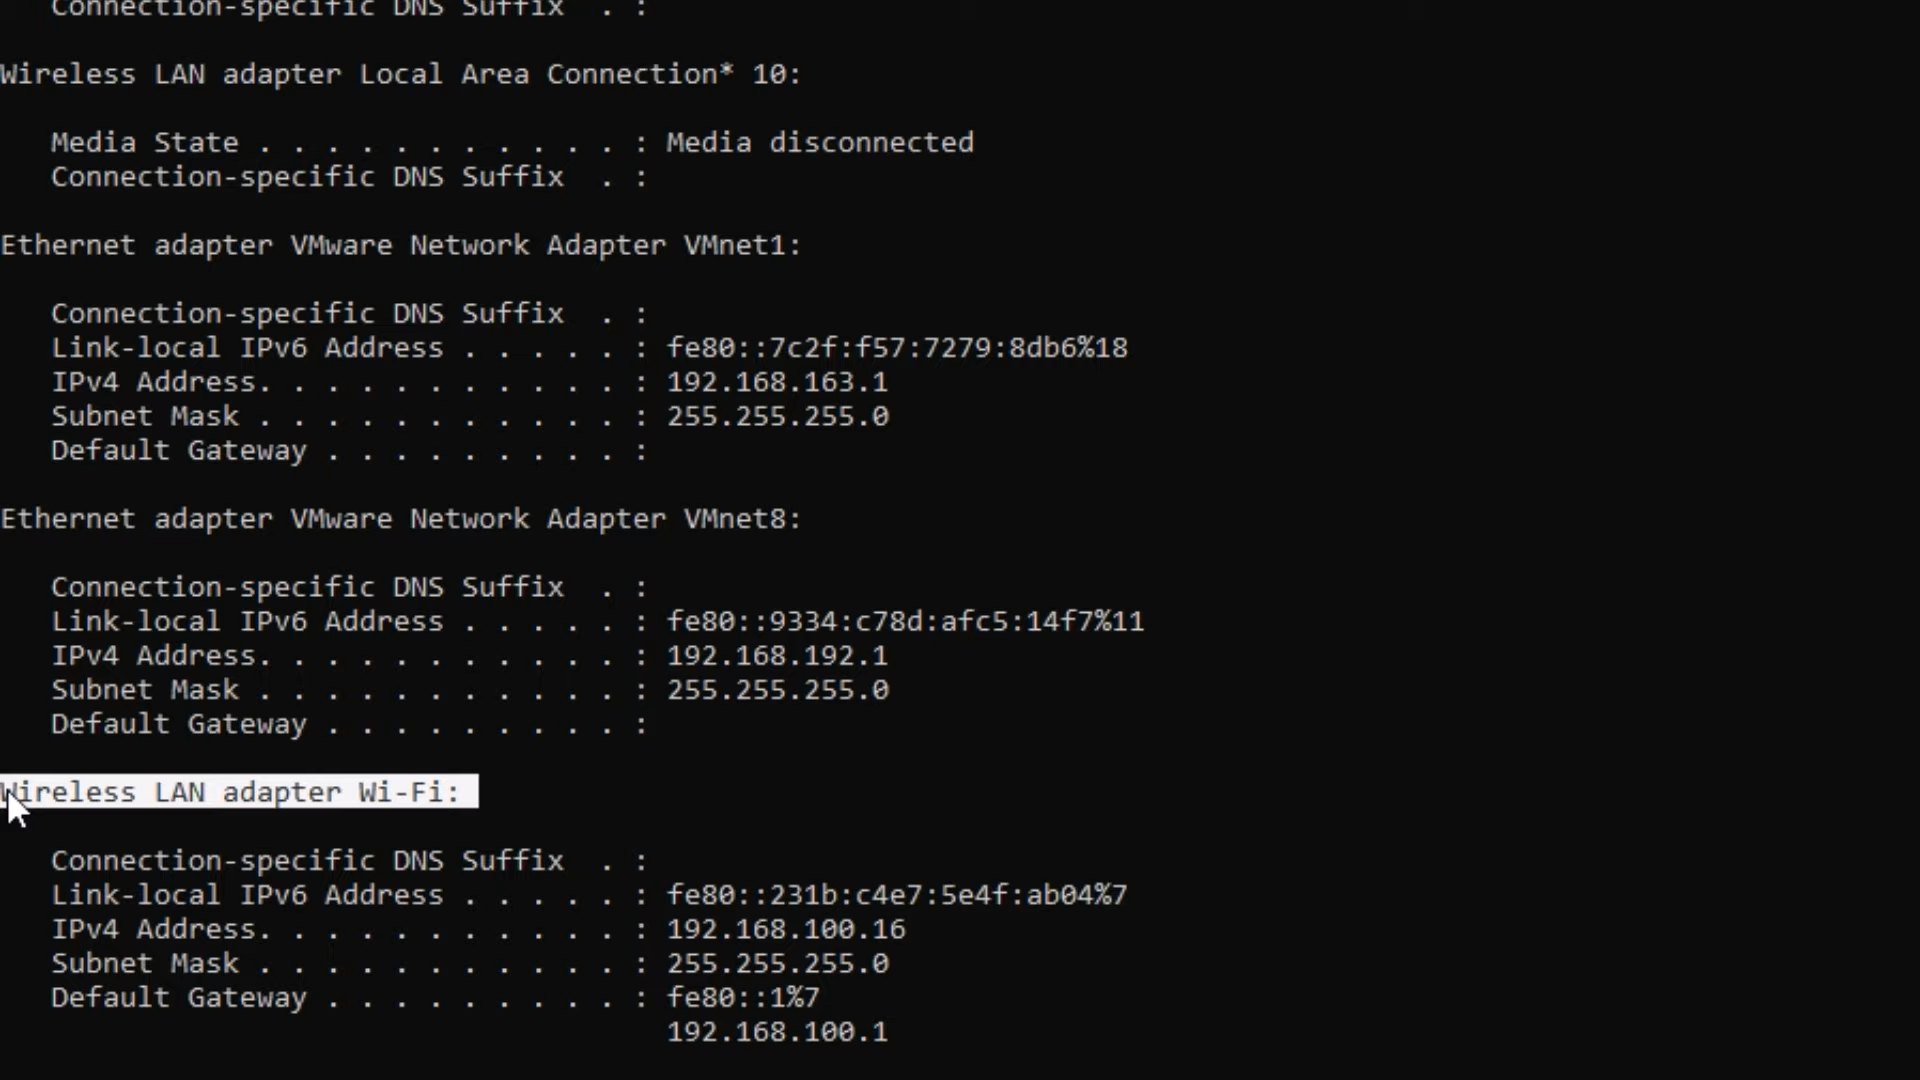 Connection-specific DNS Suffix  . :
Wireless LAN adapter Local Area Connection* 10:
Media State . . . . . . . . . . . : Media disconnected
Connection-specific DNS Suffix  . :
Ethernet adapter VMware Network Adapter VMnet1:
Connection-specific DNS Suffix  . :
Link-local IPv6 Address . . . . . : fe80::7c2f:f57:7279:8db6%18
IPv4 Address. . . . . . . . . . . : 192.168.163.1
Subnet Mask . . . . . . . . . . . : 255.255.255.0
Default Gateway . . . . . . . . . :
Ethernet adapter VMware Network Adapter VMnet8:
Connection-specific DNS Suffix  . :
Link-local IPv6 Address . . . . . : fe80::9334:c78d:afc5:14f7%11
IPv4 Address. . . . . . . . . . . : 192.168.192.1
Subnet Mask . . . . . . . . . . . : 255.255.255.0
Default Gateway . . . . . . . . . :
Wireless LAN adapter Wi-Fi:
Connection-specific DNS Suffix  . :
Link-local IPv6 Address . . . . . : fe80::231b:c4e7:5e4f:ab04%7
IPv4 Address. . . . . . . . . . . : 192.168.100.16
Subnet Mask . . . . . . . . . . . : 255.255.255.0
Default Gateway . . . . . . . . . : fe80::1%7
192.168.100.1